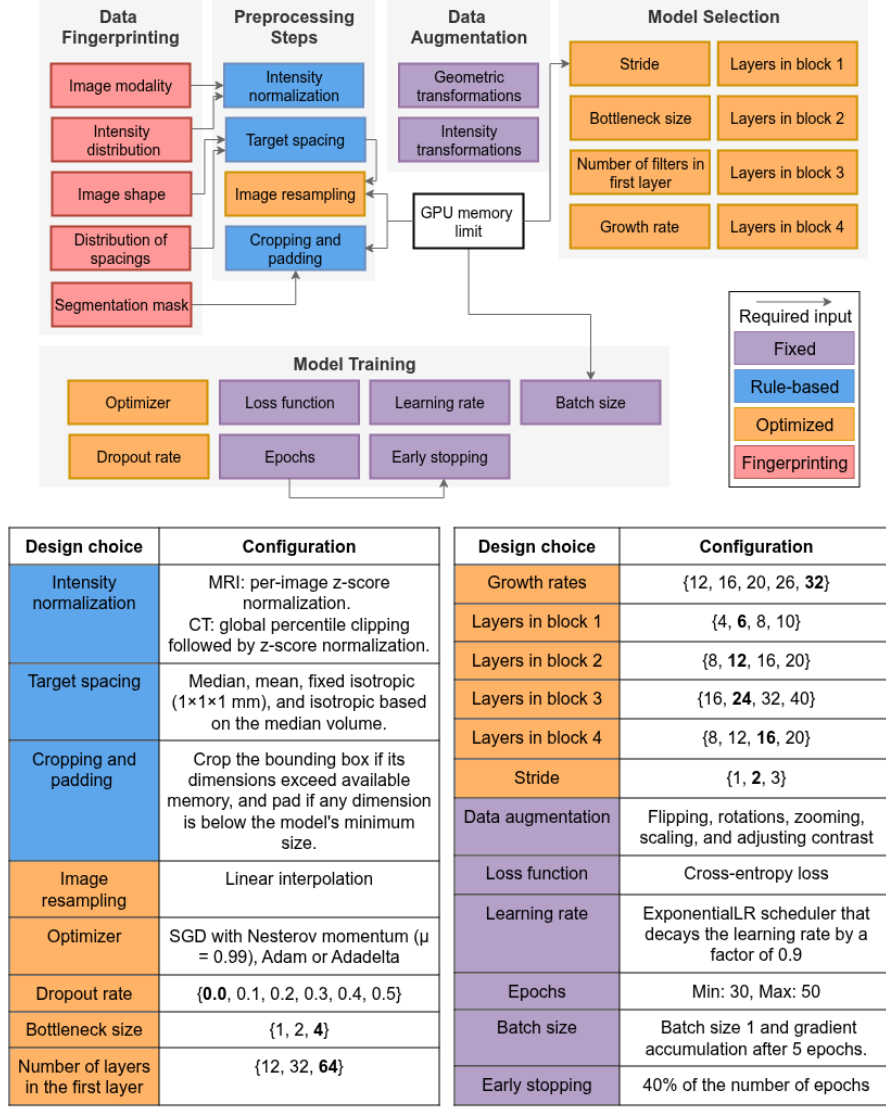 Data
Fingerprinting
Image modality
Intensity
distribution
Image shape
Distribution of
spacings
Segmentation mask
Preprocessing
Steps
Intensity
normalization
Target spacing
Image resampling
Cropping and
padding
Data
Augmentation
Geometric
transformations
Intensity
transformations
GPU memory
limit
Model Selection
Stride
Layers in block 1
Bottleneck size
Layers in block 2
Number of filters in
first layer
Layers in block 3
Growth rate
Layers in block 4
Required input
Fixed
Rule-based
Optimized
Fingerprinting
Model Training
Optimizer
Loss function
Learning rate
Batch size
Dropout rate
Epochs
Early stopping
Design choice
Configuration
Intensity
normalization
MRI: per-image z-score
normalization.
CT: global percentile clipping
followed by z-score normalization.
Target spacing
Median, mean, fixed isotropic
(1×1×1 mm), and isotropic based
on the median volume.
Cropping and
padding
Crop the bounding box if its
dimensions exceed available
memory, and pad if any dimension
is below the model's minimum
size.
Image
resampling
Linear interpolation
Optimizer
SGD with Nesterov momentum (μ
= 0.99), Adam or Adadelta
Dropout rate
{0.0, 0.1, 0.2, 0.3, 0.4, 0.5}
Bottleneck size
{1, 2, 4}
Number of layers
in the first layer
{12, 32, 64}
Design choice
Configuration
Growth rates
{12, 16, 20, 26, 32}
Layers in block 1
{4, 6, 8, 10}
Layers in block 2
{8, 12, 16, 20}
Layers in block 3
{16, 24, 32, 40}
Layers in block 4
{8, 12, 16, 20}
Stride
{1, 2, 3}
Data augmentation
Flipping, rotations, zooming,
scaling, and adjusting contrast
Loss function
Cross-entropy loss
Learning rate
ExponentialLR scheduler that
decays the learning rate by a
factor of 0.9
Epochs
Min: 30, Max: 50
Batch size
Batch size 1 and gradient
accumulation after 5 epochs.
Early stopping
40% of the number of epochs